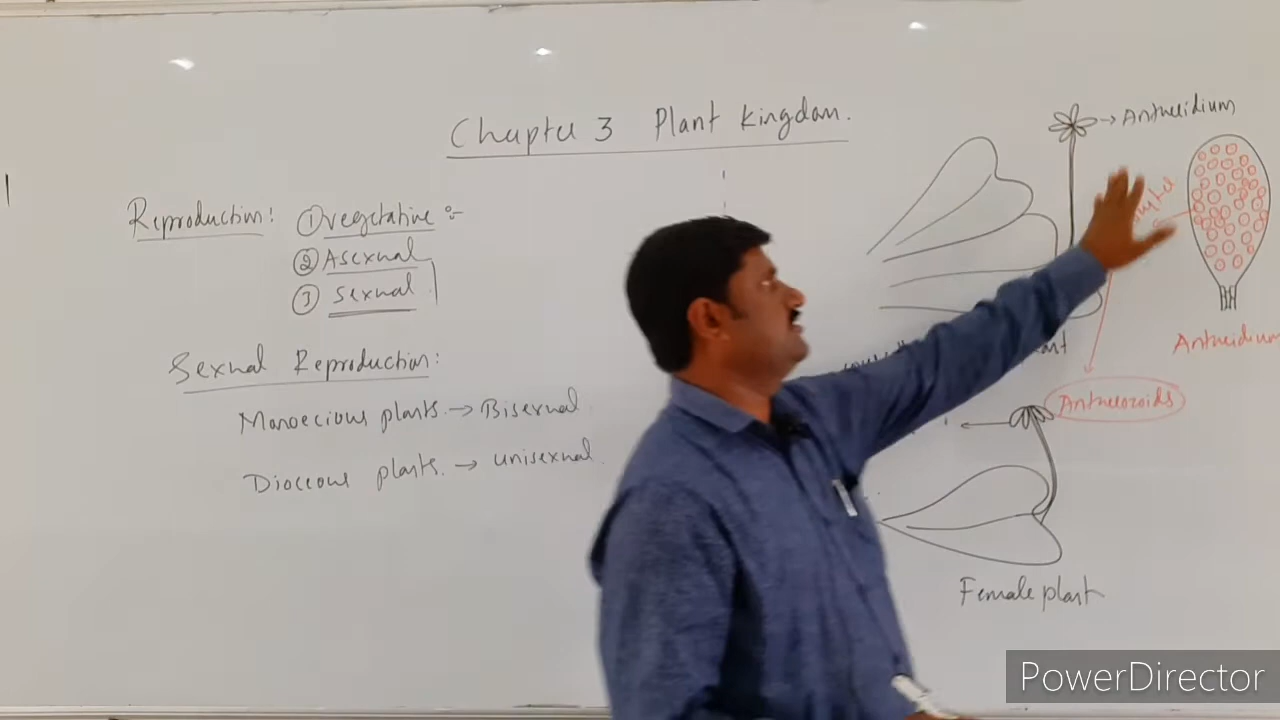 Chapter 3 Plant Kingdom.
Reproduction: ① vegetative :-
② Asexual
③ Sexual
Sexual Reproduction:
Monoecious plants. → Bisexual.
Dioceous plants. → unisexual.
→ Antheridium
Antheridium
Antherozoids
Female plant
PowerDirector